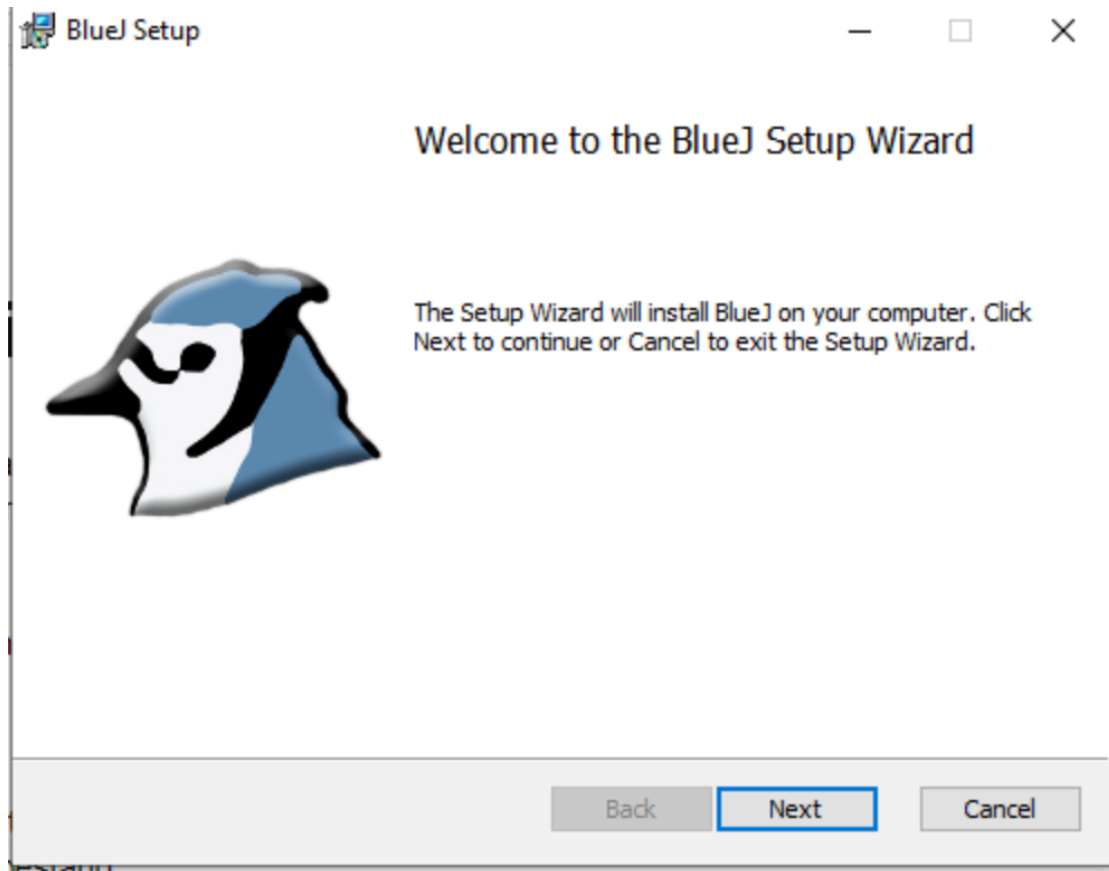 BlueJ Setup
Welcome to the BlueJ Setup Wizard
The Setup Wizard will install BlueJ on your computer. Click
Next to continue or Cancel to exit the Setup Wizard.
Back Next Cancel